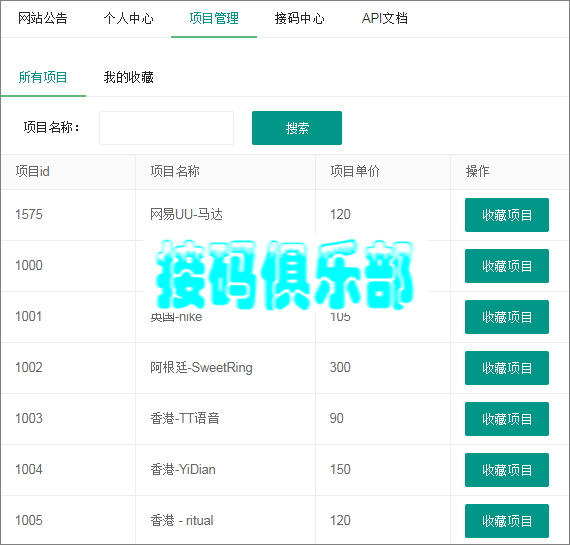 网站公告 个人中心 项目管理 接码中心 API文档
所有项目 我的收藏
项目名称： 搜索
项目id 项目名称 项目单价 操作
1575 网易UU-马达 120 收藏项目
1000 收藏项目
接码俱乐部
1001 英国-nike 105 收藏项目
1002 阿根廷-SweetRing 300 收藏项目
1003 香港-TT语音 90 收藏项目
1004 香港-YiDian 150 收藏项目
1005 香港 - ritual 120 收藏项目